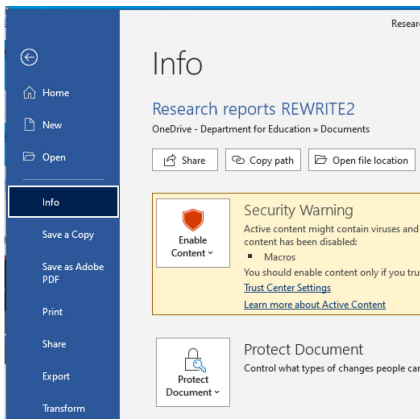 Resear
Info
Home
New
Open
Info
Save a Copy
Save as Adobe
PDF
Print
Share
Export
Transform
Research reports REWRITE2
OneDrive - Department for Education » Documents
Share
Copy path
Open file location
Enable
Content
Security Warning
Active content might contain viruses and
content has been disabled:
Macros
You should enable content only if you tru
Trust Center Settings
Learn more about Active Content
Protect
Document
Protect Document
Control what types of changes people car